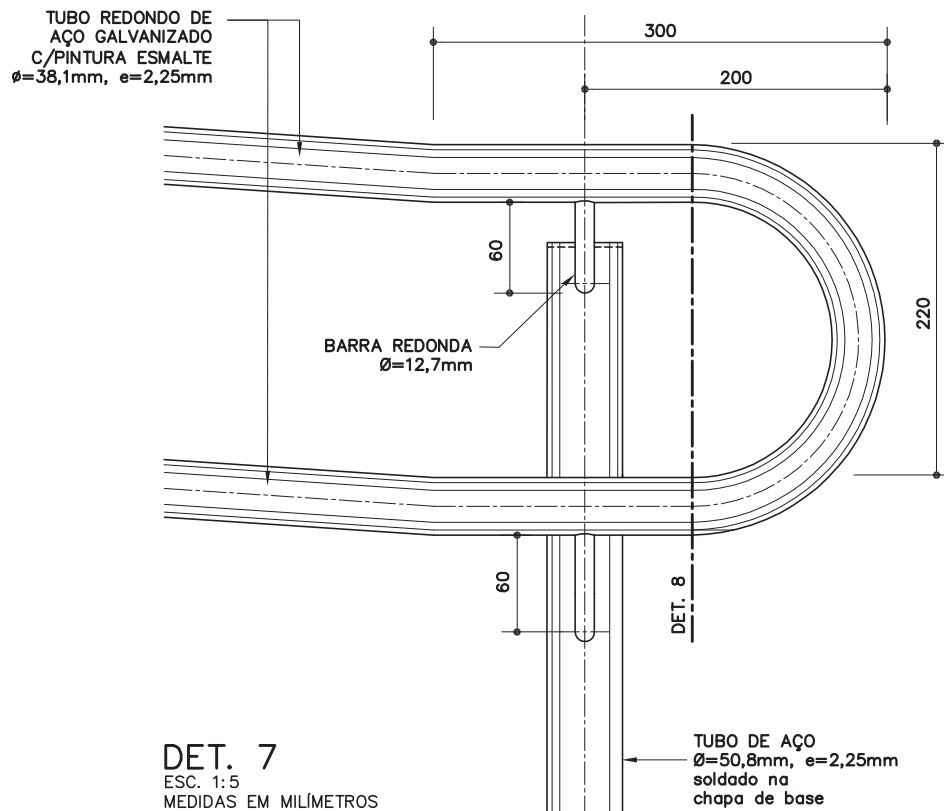 TUBO REDONDO DE
AÇO GALVANIZADO
C/PINTURA ESMALTE
ø=38,1mm, e=2,25mm
300
200
60
220
BARRA REDONDA
Ø=12,7mm
60
DET. 8
DET. 7
ESC. 1:5
MEDIDAS EM MILÍMETROS
TUBO DE AÇO
Ø=50,8mm, e=2,25mm
soldado na
chapa de base